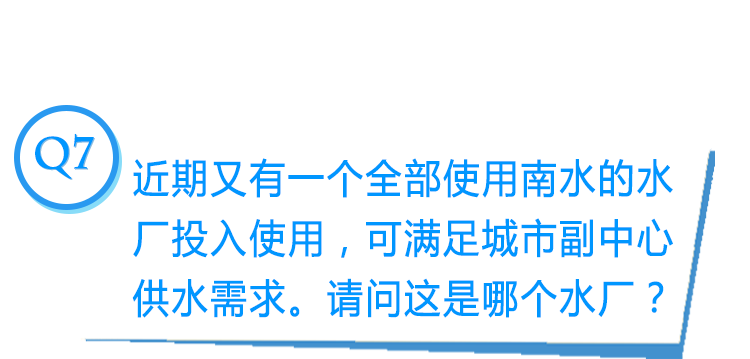 Q7
近期又有一个全部使用南水的水
厂投入使用，可满足城市副中心
供水需求。请问这是哪个水厂？